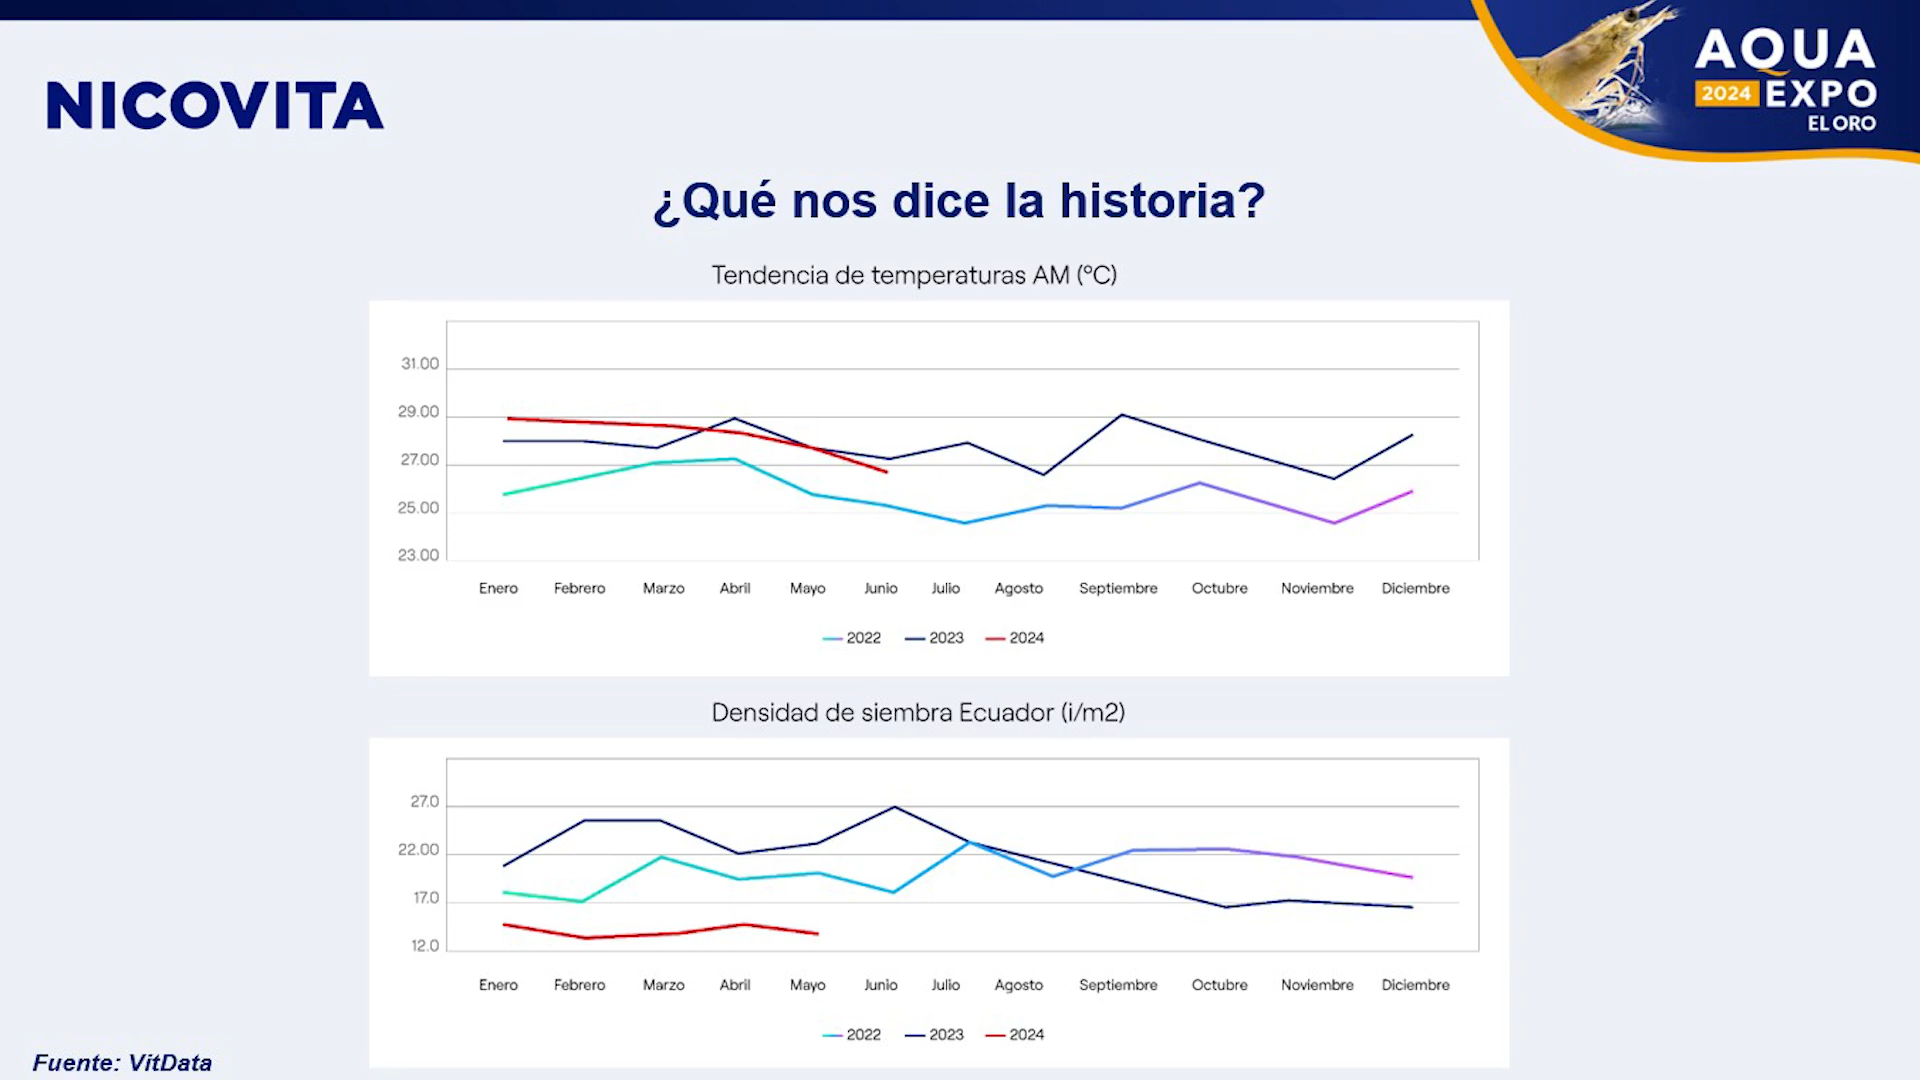 NICOVITA
AQUA
2024 EXPO
EL ORO
¿Qué nos dice la historia?
Tendencia de temperaturas AM (°C)
31.00
29.00
27.00
25.00
23.00
Enero Febrero Marzo Abril Mayo Junio Julio Agosto Septiembre Octubre Noviembre Diciembre
2022 2023 2024
Densidad de siembra Ecuador (i/m2)
27.0
22.00
17.0
12.0
Enero Febrero Marzo Abril Mayo Junio Julio Agosto Septiembre Octubre Noviembre Diciembre
2022 2023 2024
Fuente: VitData